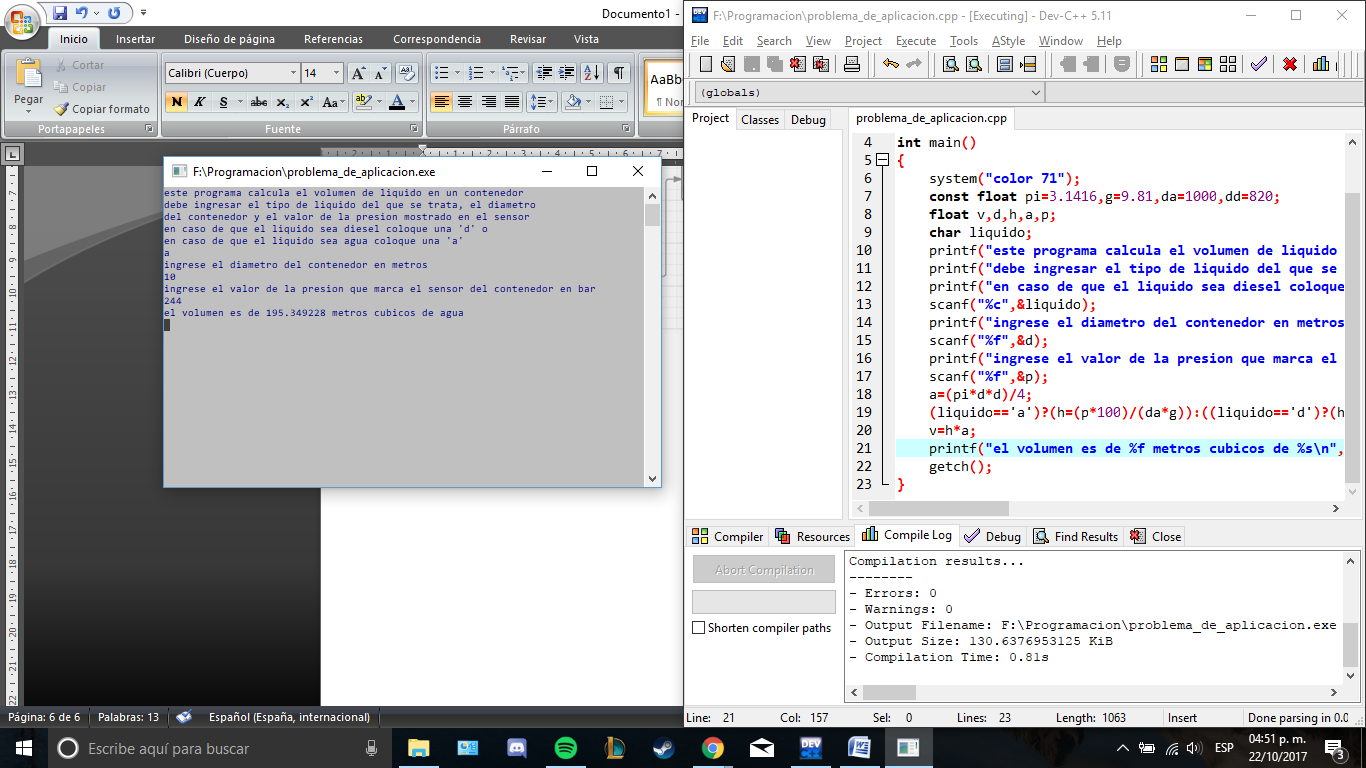 Documento1 -
Inicio Insertar Diseño de página Referencias Correspondencia Revisar Vista
Pegar
Cortar
Copiar
Copiar formato
Portapapeles
Calibri (Cuerpo) 14
N K S abc x₂ x² Aa
Fuente
Párrafo
AaBb
¶ Nor
F:\Programacion\problema_de_aplicacion.exe
este programa calcula el volumen de liquido en un contenedor
debe ingresar el tipo de liquido del que se trata, el diametro
del contenedor y el valor de la presion mostrado en el sensor
en caso de que el liquido sea diesel coloque una 'd' o
en caso de que el liquido sea agua coloque una 'a'
a
ingrese el diametro del contenedor en metros
10
ingrese el valor de la presion que marca el sensor del contenedor en bar
244
el volumen es de 195.349228 metros cubicos de agua
Página: 6 de 6 Palabras: 13 Español (España, internacional)
F:\Programacion\problema_de_aplicacion.cpp - [Executing] - Dev-C++ 5.11
File Edit Search View Project Execute Tools AStyle Window Help
(globals)
Project Classes Debug
problema_de_aplicacion.cpp
4 int main()
5 {
6 system("color 71");
7 const float pi=3.1416,g=9.81,da=1000,dd=820;
8 float v,d,h,a,p;
9 char liquido;
10 printf("este programa calcula el volumen de liquido
11 printf("debe ingresar el tipo de liquido del que se
12 printf("en caso de que el liquido sea diesel coloque
13 scanf("%c",&liquido);
14 printf("ingrese el diametro del contenedor en metros
15 scanf("%f",&d);
16 printf("ingrese el valor de la presion que marca el
17 scanf("%f",&p);
18 a=(pi*d*d)/4;
19 (liquido=='a')?(h=(p*100)/(da*g)):((liquido=='d')?(h
20 v=h*a;
21 printf("el volumen es de %f metros cubicos de %s\n",
22 getch();
23 }
Compiler Resources Compile Log Debug Find Results Close
Abort Compilation
Shorten compiler paths
Compilation results...
--------
- Errors: 0
- Warnings: 0
- Output Filename: F:\Programacion\problema_de_aplicacion.exe
- Output Size: 130.6376953125 KiB
- Compilation Time: 0.81s
Line: 21 Col: 157 Sel: 0 Lines: 23 Length: 1063 Insert Done parsing in 0.0
Escribe aquí para buscar
DEV
ESP
04:51 p. m.
22/10/2017
3